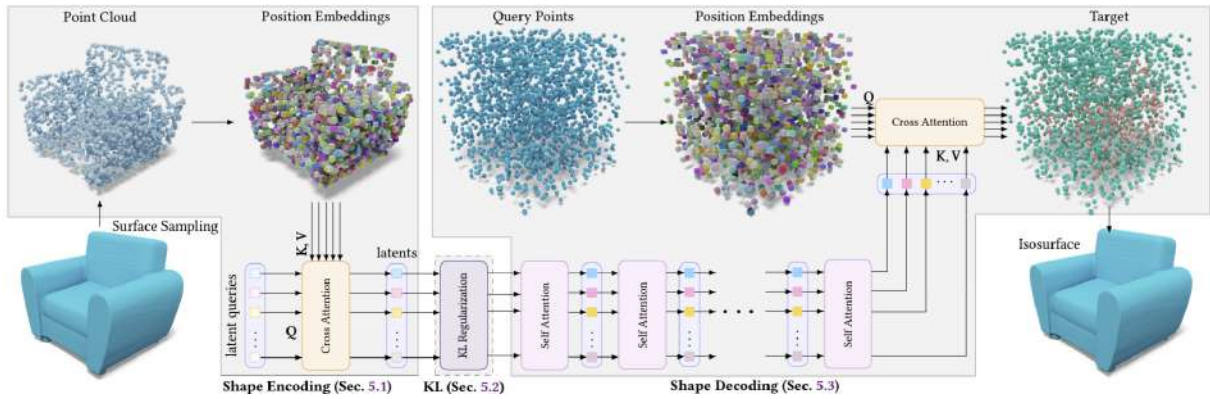 Point Cloud
Position Embeddings
Query Points
Position Embeddings
Target
Q
Cross Attention
K, V
Surface Sampling
K, V
latents
Isosurface
latent queries
Q
Cross Attention
KL Regularization
Self Attention
Self Attention
Self Attention
Shape Encoding (Sec. 5.1)
KL (Sec. 5.2)
Shape Decoding (Sec. 5.3)